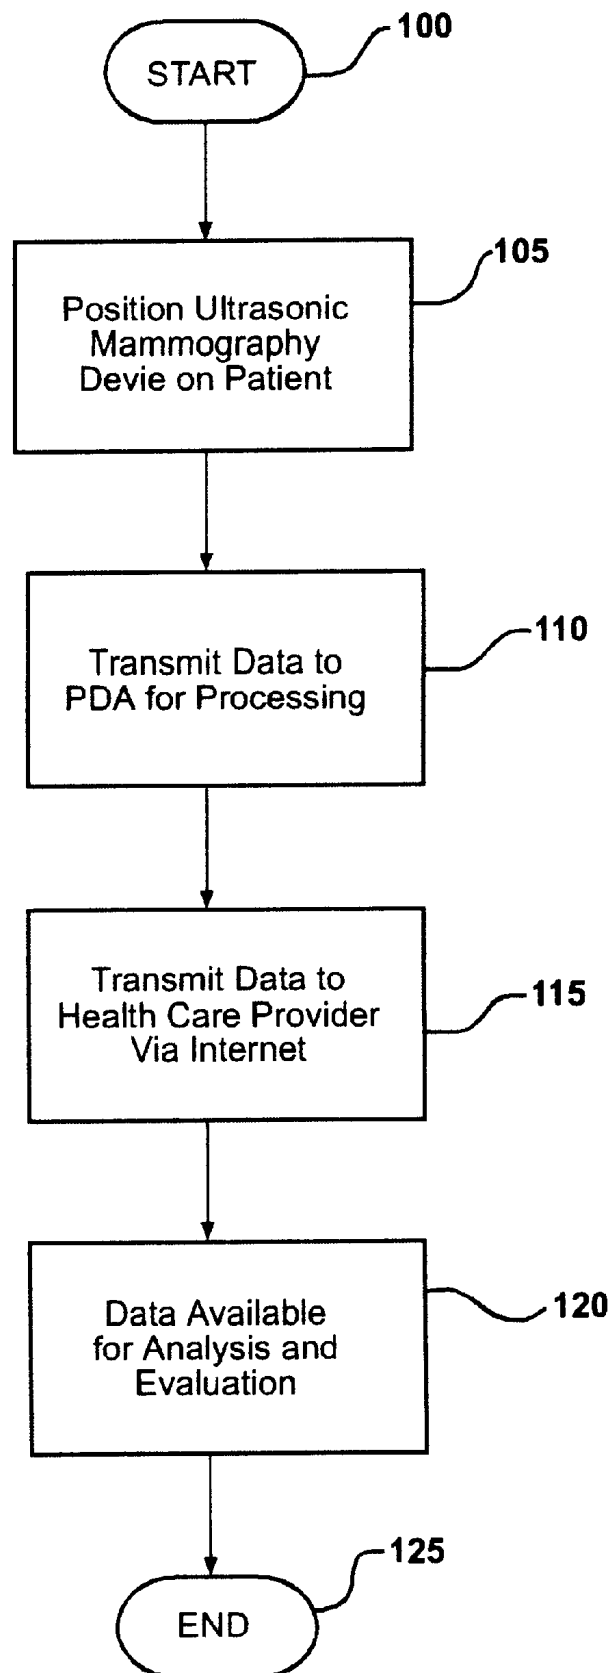 100
START
105
Position Ultrasonic
Mammography
Devie on Patient
110
Transmit Data to
PDA for Processing
Transmit Data to
115
Health Care Provider
Via Internet
120
Data Available
for Analysis and
Evaluation
125
END